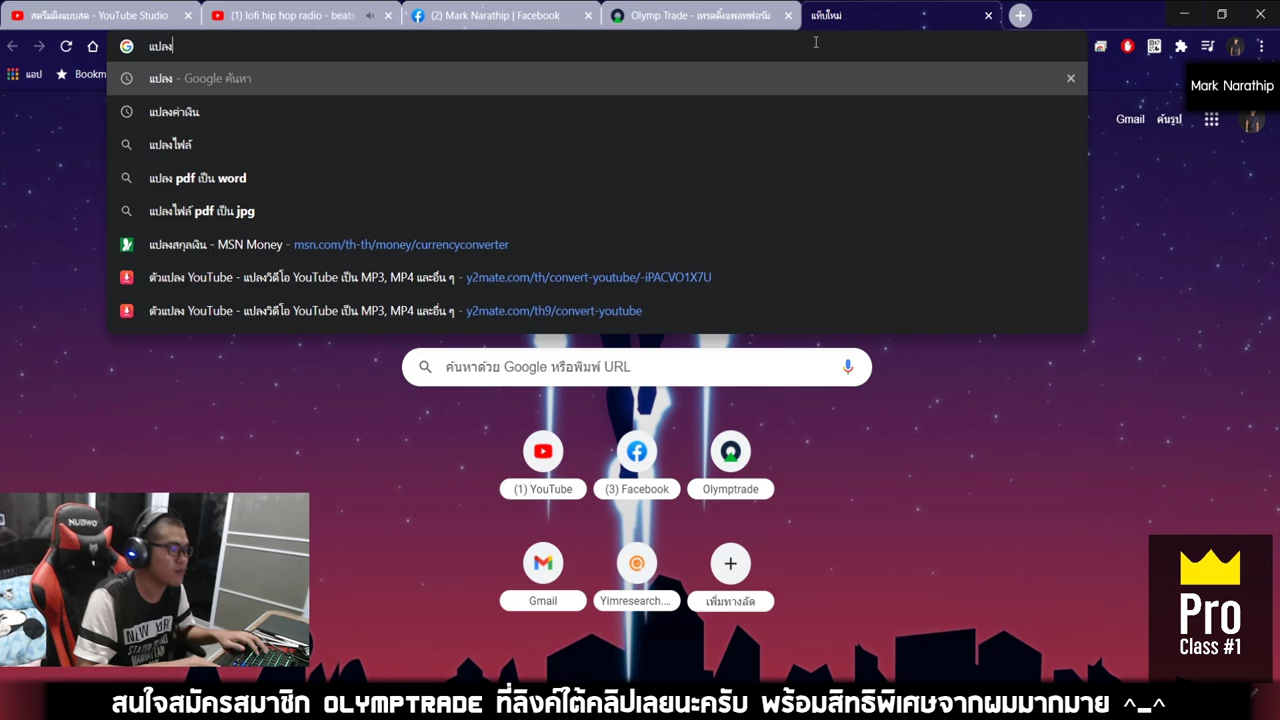 สตรีมมิงแบบสด - YouTube Studio
(1) lofi hip hop radio - beats
(2) Mark Narathip | Facebook
Olymp Trade - เทรดดิ้งแพลทฟอร์ม
แท็บใหม่
แปลง
แอป
Bookm
แปลง - Google ค้นหา
Mark Narathip
แปลงค่าเงิน
Gmail
ค้นรูป
แปลงไฟล์
แปลง pdf เป็น word
แปลงไฟล์ pdf เป็น jpg
แปลงสกุลเงิน - MSN Money - msn.com/th-th/money/currencyconverter
ตัวแปลง YouTube - แปลงวิดีโอ YouTube เป็น MP3, MP4 และอื่น ๆ - y2mate.com/th/convert-youtube/-iPACVO1X7U
ตัวแปลง YouTube - แปลงวิดีโอ YouTube เป็น MP3, MP4 และอื่น ๆ - y2mate.com/th9/convert-youtube
ค้นหาด้วย Google หรือพิมพ์ URL
(1) YouTube
(3) Facebook
Olymptrade
Gmail
Yimresearch....
เพิ่มทางลัด
NUBWO
Pro
Class #1
สนใจสมัครสมาชิก OLYMPTRADE ที่ลิงค์ใต้คลิปเลยนะครับ พร้อมสิทธิพิเศษจากผมมากมาย ^_^